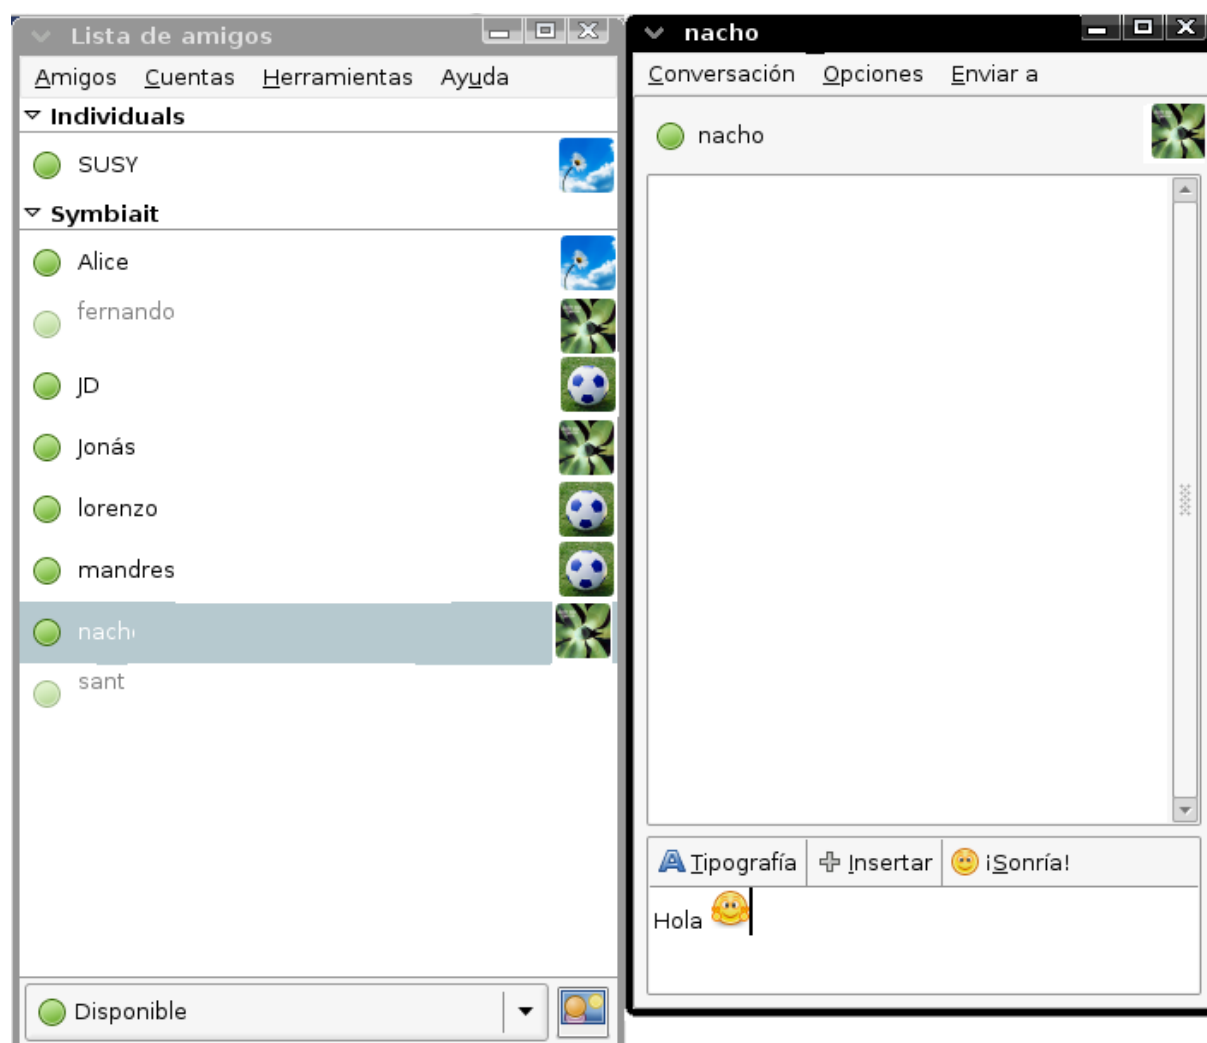 Lista de amigos
Amigos Cuentas Herramientas Ayuda
Individuals
SUSY
Symbiait
Alice
fernando
JD
Jonás
lorenzo
mandres
nacho
sant
Disponible
nacho
Conversación Opciones Enviar a
nacho
Tipografía Insertar ¡Sonría!
Hola